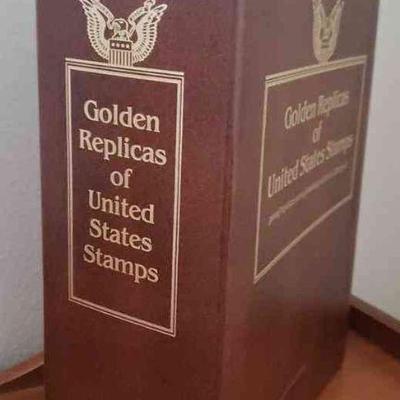 Golden
Replicas
of
United
States
Stamps
Golden Replicas
of
United States Stamps